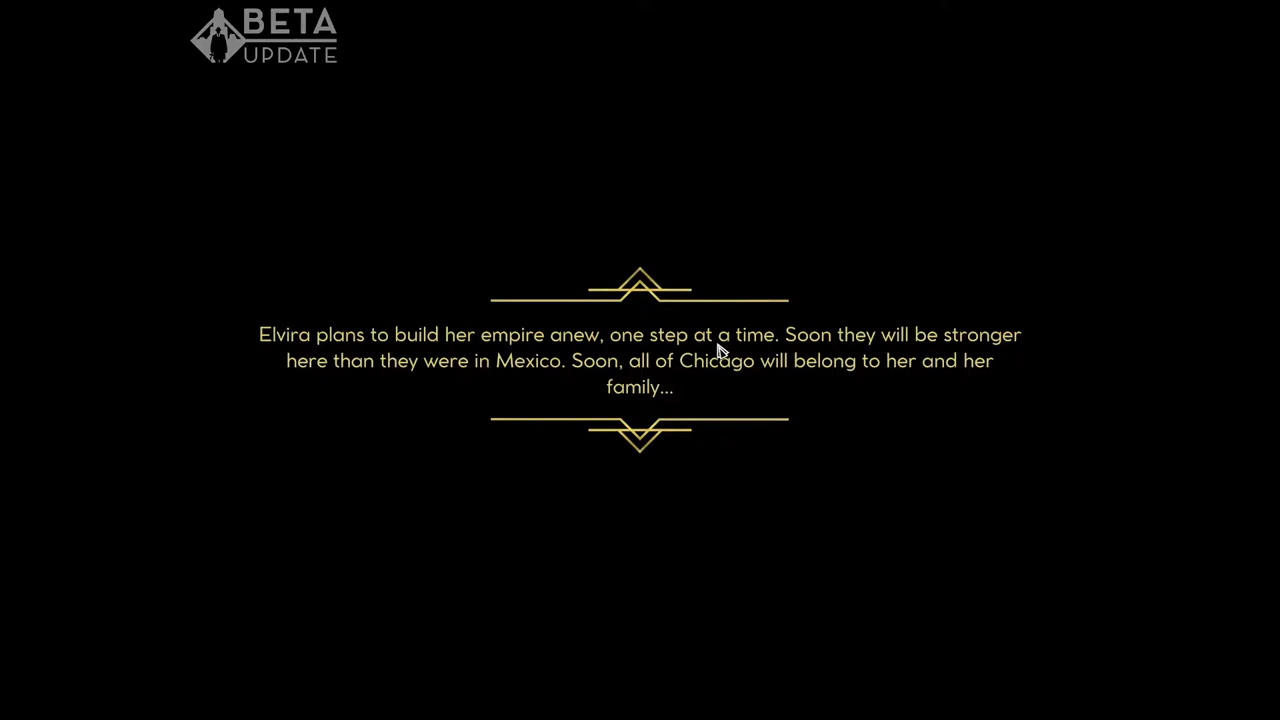 BETA
UPDATE
Elvira plans to build her empire anew, one step at a time. Soon they will be stronger
here than they were in Mexico. Soon, all of Chicago will belong to her and her
family...